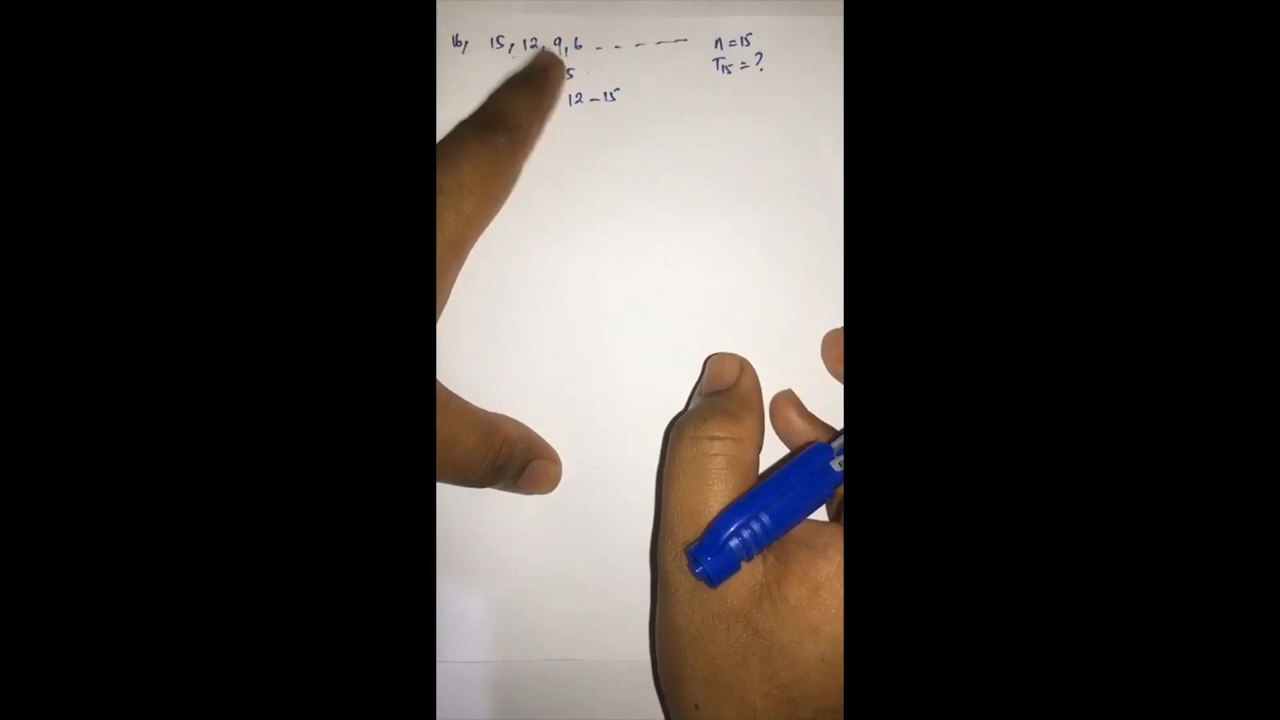 16, 15, 12, 9, 6 - - - — n = 15
T15 = ?
5
12 - 15